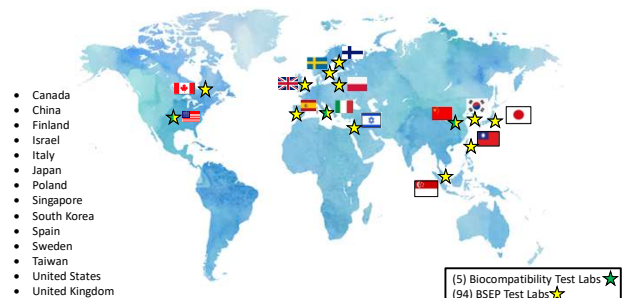 Canada
China
Finland
Israel
Italy
Japan
Poland
Singapore
South Korea
Spain
Sweden
Taiwan
United States
United Kingdom
(5) Biocompatibility Test Labs
(94) BSEP Test Labs